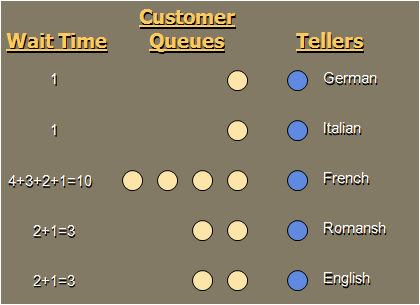 Customer
Wait Time Queues Tellers
1 German
1 Italian
4+3+2+1=10 French
2+1=3 Romansh
2+1=3 English